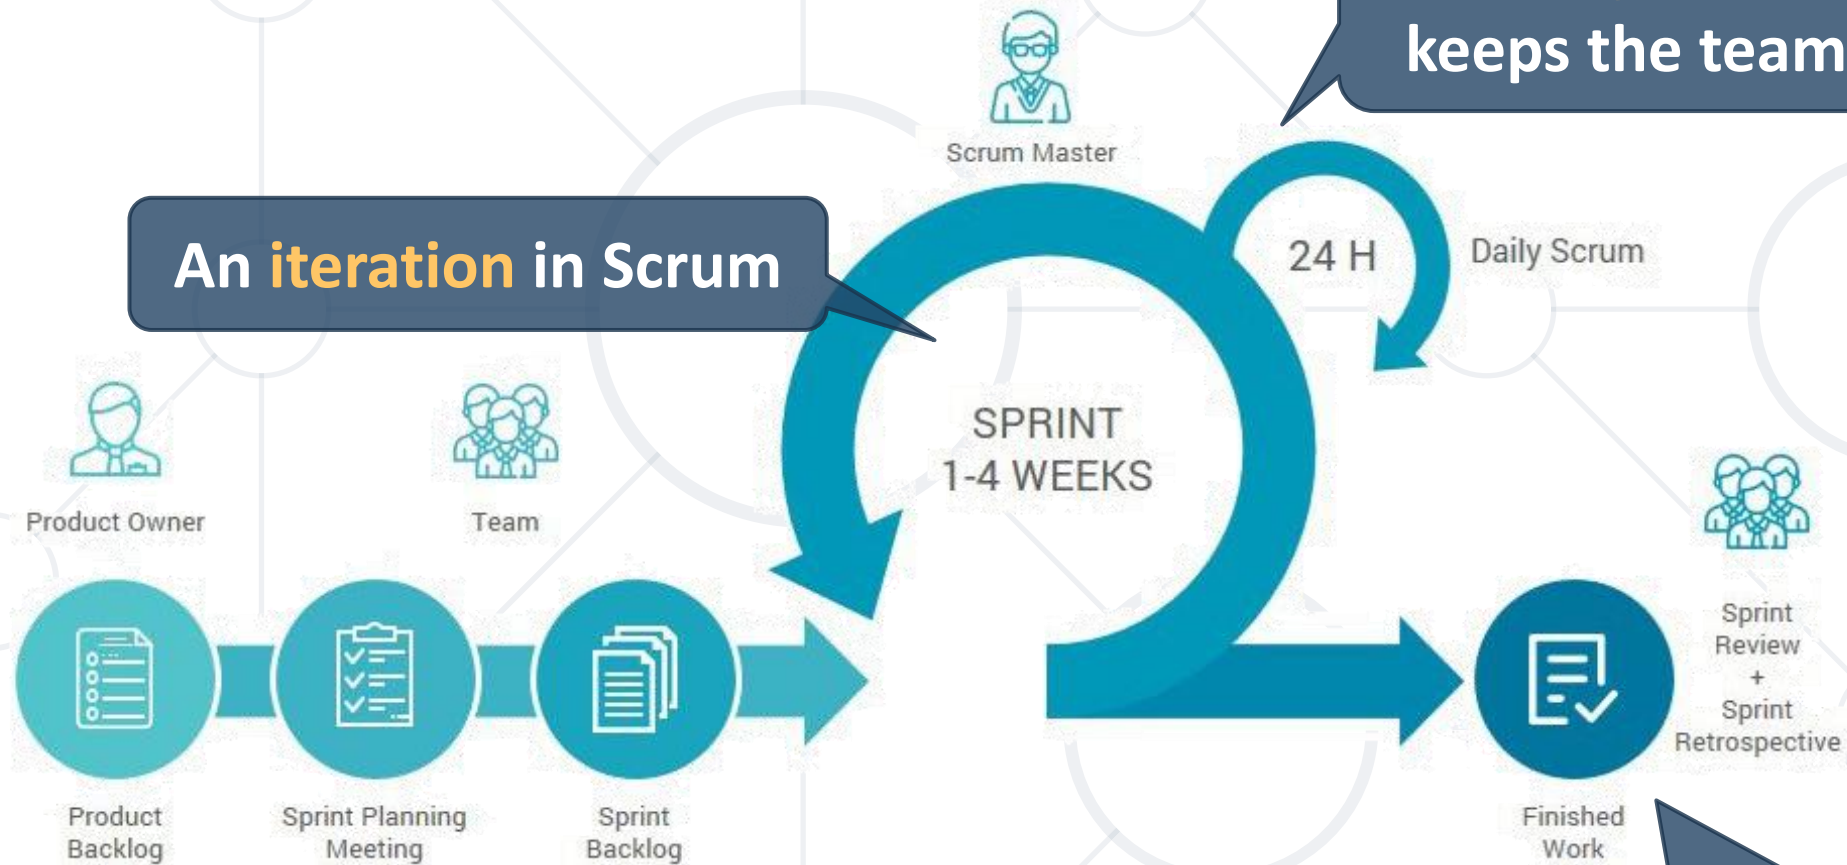 keeps the team
Scrum Master
An iteration in Scrum
24 H
Daily Scrum
SPRINT
1-4 WEEKS
Product Owner
Team
Sprint
Review
+
Sprint
Retrospective
Product
Backlog
Sprint Planning
Meeting
Sprint
Backlog
Finished
Work